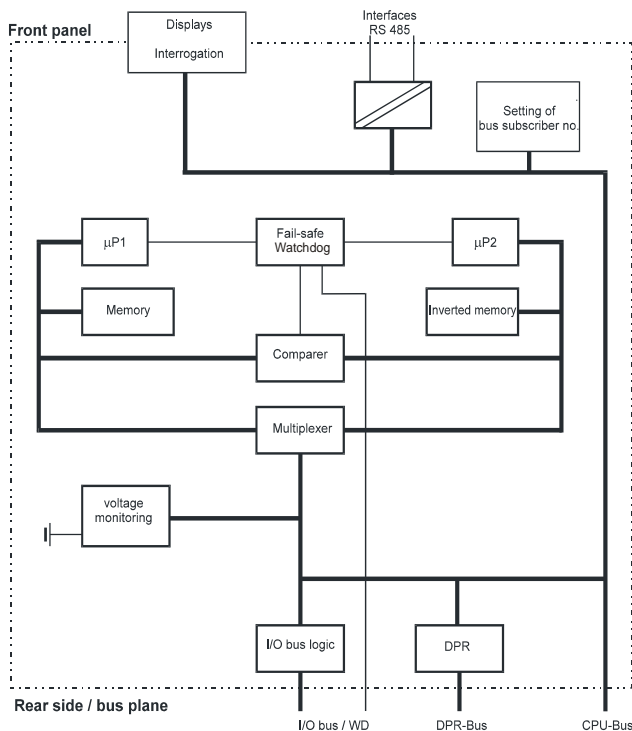 Front panel
Displays
Interrogation
Interfaces
RS 485
Setting of
bus subscriber no.
μP1
Fail-safe
Watchdog
μP2
Memory
Inverted memory
Comparer
Multiplexer
voltage
monitoring
I/O bus logic
DPR
Rear side / bus plane
I/O bus / WD
DPR-Bus
CPU-Bus